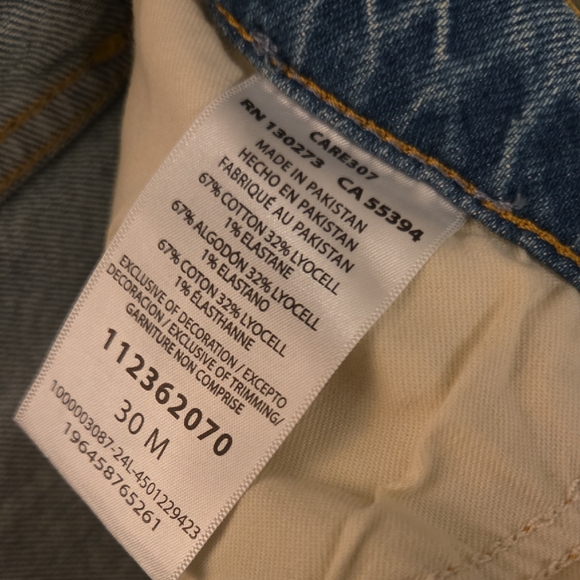 CARE307
RN 130273 CA 55394
MADE IN PAKISTAN
HECHO EN PAKISTAN
FABRIQUÉ AU PAKISTAN
67% COTTON 32% LYOCELL
1% ELASTANE
67% ALGODÓN 32% LYOCELL
1% ELASTANO
67% COTON 32% LYOCELL
1% ÉLASTHANNE
EXCLUSIVE OF DECORATION / EXCEPTO
DECORACIÓN / EXCLUSIVE OF TRIMMING/
GARNITURE NON COMPRISE
112362070
30 M
1000003087-24L-4501229423
196458765261